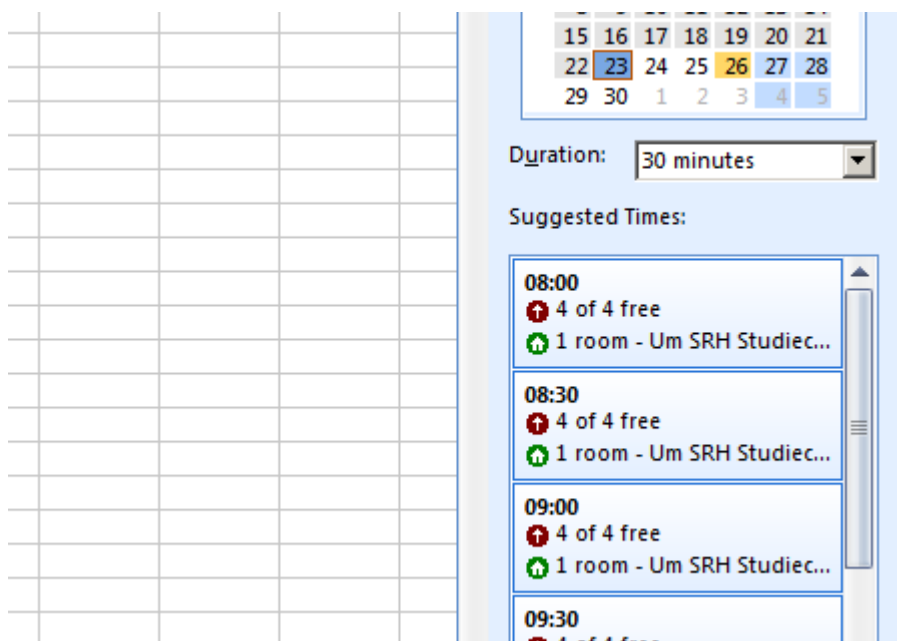 15 16 17 18 19 20 21
22 23 24 25 26 27 28
29 30 1 2 3 4 5
Duration: 30 minutes
Suggested Times:
08:00
4 of 4 free
1 room - Um SRH Studiec...
08:30
4 of 4 free
1 room - Um SRH Studiec...
09:00
4 of 4 free
1 room - Um SRH Studiec...
09:30